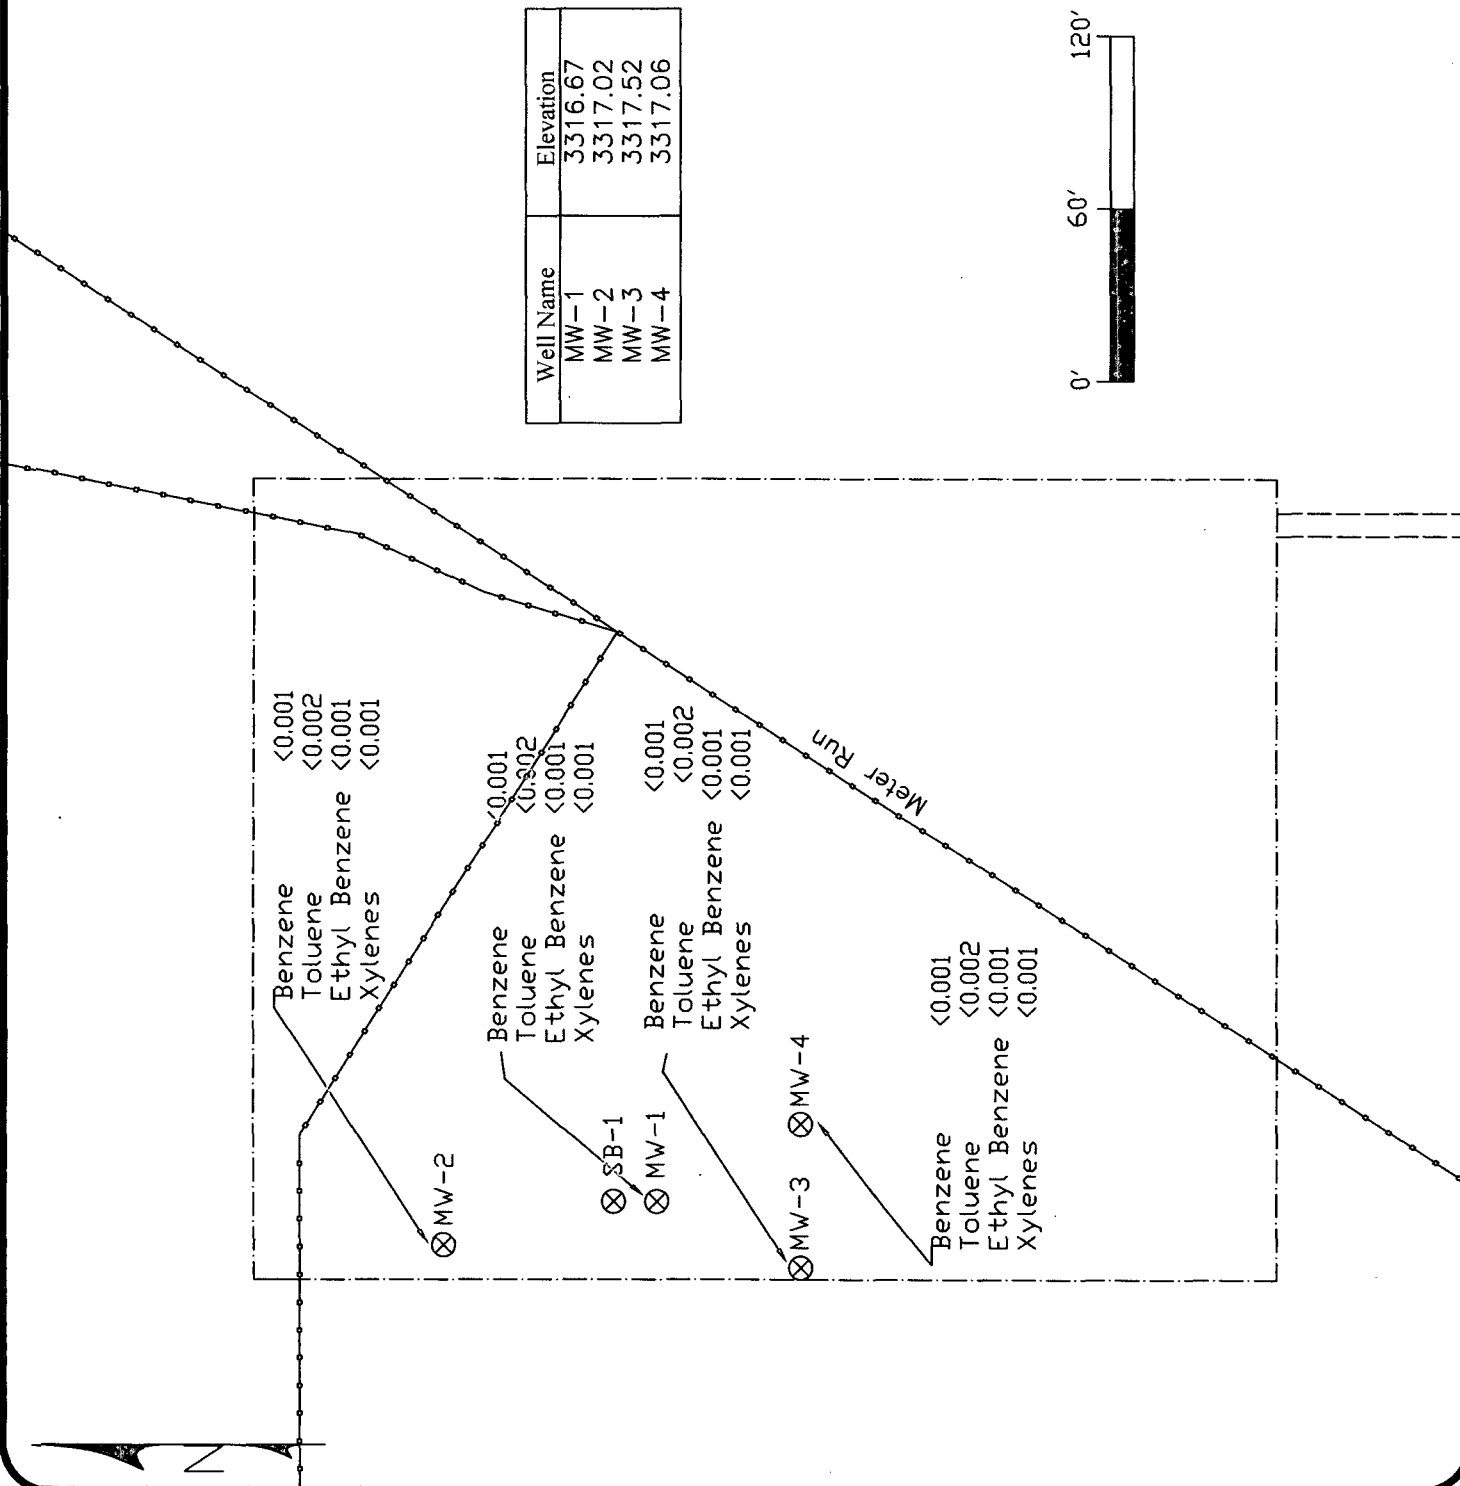 Well Name Elevation
MW-1 3316.67
MW-2 3317.02
MW-3 3317.52
MW-4 3317.06
0' 60' 120'
Benzene <0.001
Toluene <0.002
Ethyl Benzene <0.001
Xylenes <0.001
MW-2
Benzene <0.001
Toluene <0.002
Ethyl Benzene <0.001
Xylenes <0.001
SB-1
MW-1
Benzene <0.001
Toluene <0.002
Ethyl Benzene <0.001
Xylenes <0.001
MW-3
MW-4
Benzene <0.001
Toluene <0.002
Ethyl Benzene <0.001
Xylenes <0.001
Meter Run
N